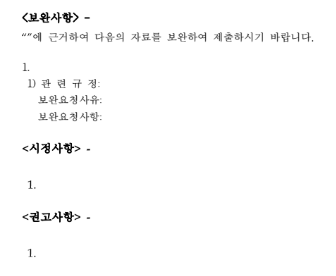 <보완사항> -
“”에 근거하여 다음의 자료를 보완하여 제출하시기 바랍니다.
1.
1) 관 련 규 정:
보완요청사유:
보완요청사항:
<시정사항> -
1.
<권고사항> -
1.